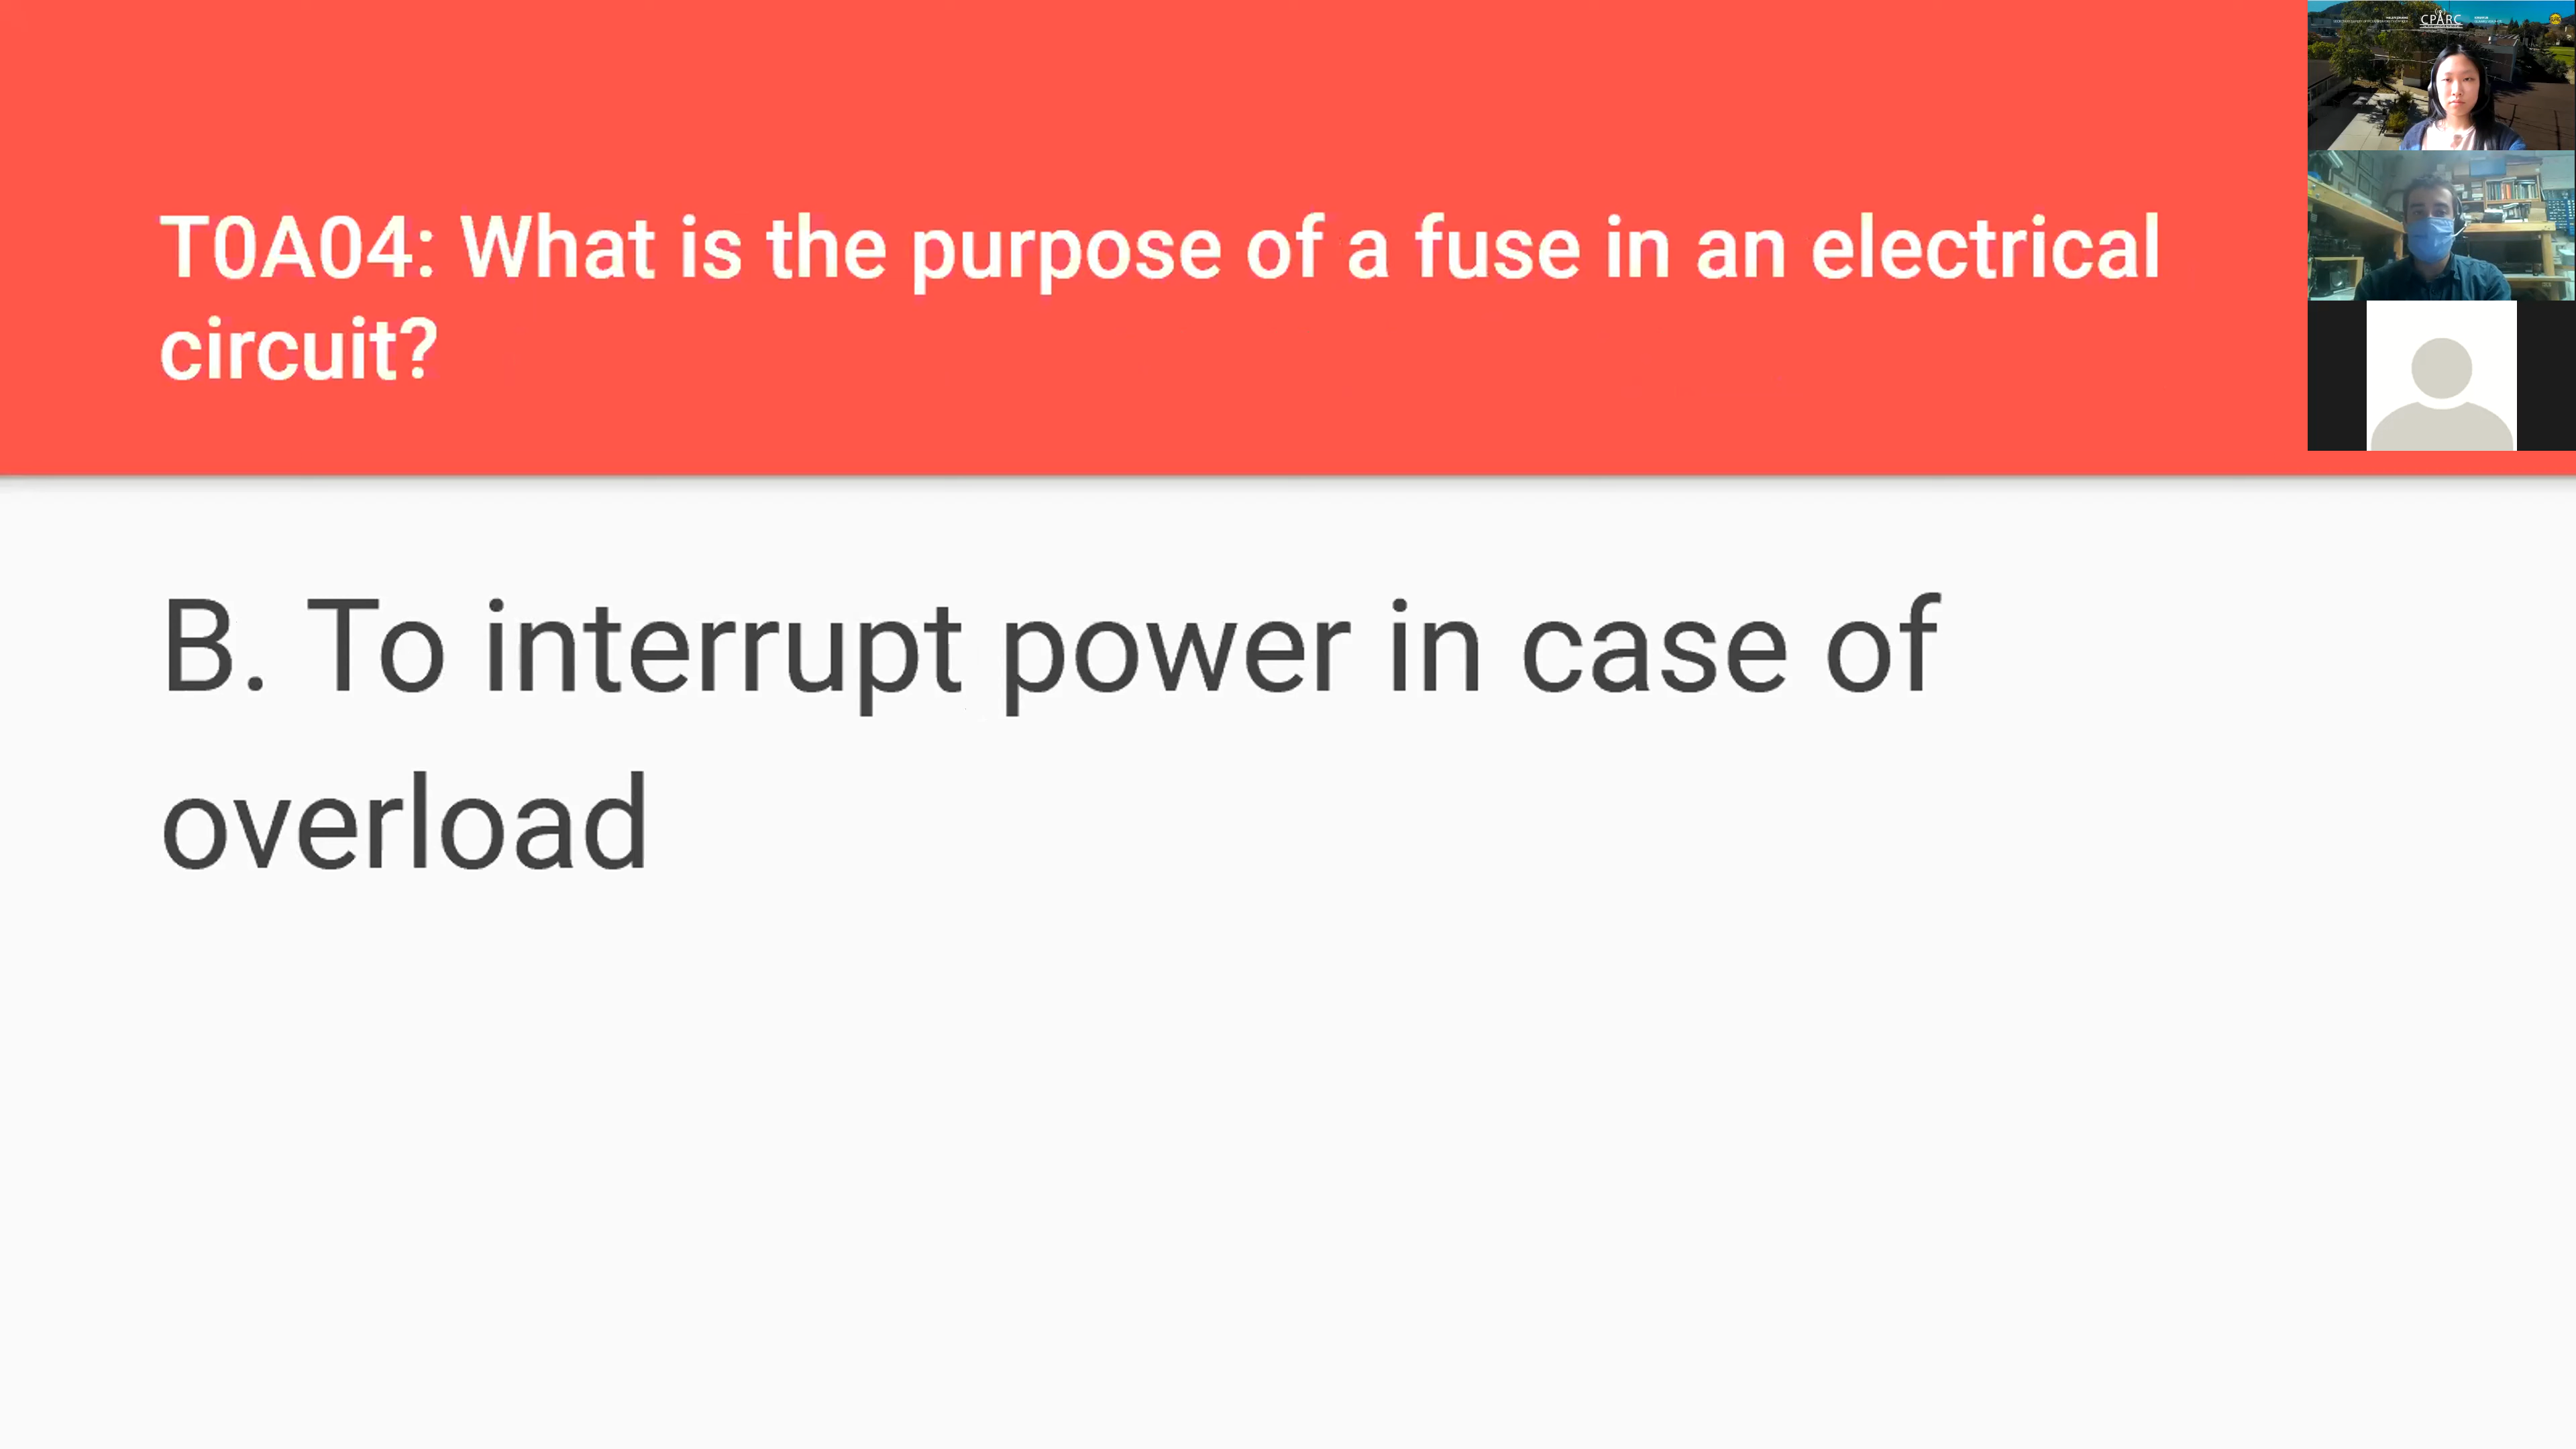 CPARC
T0A04: What is the purpose of a fuse in an electrical
circuit?
B. To interrupt power in case of
overload